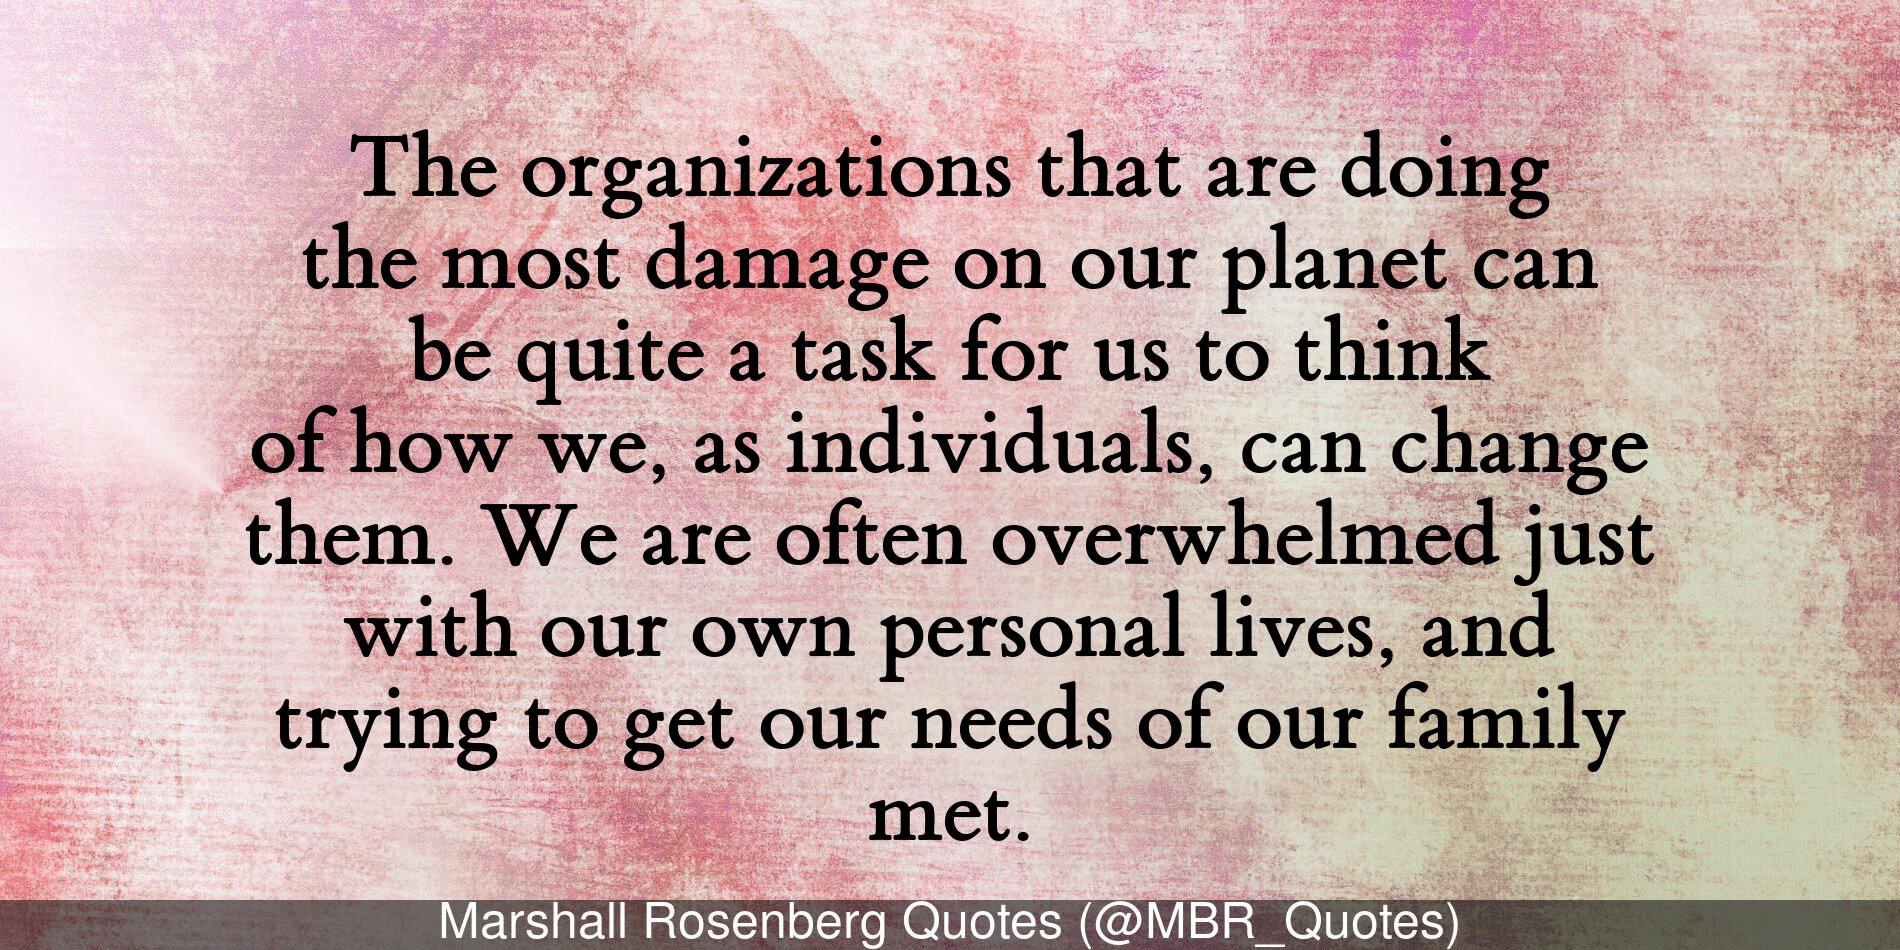 The organizations that are doing
the most damage on our planet can
be quite a task for us to think
of how we, as individuals, can change
them. We are often overwhelmed just
with our own personal lives, and
trying to get our needs of our family
met.
Marshall Rosenberg Quotes (@MBR_Quotes)